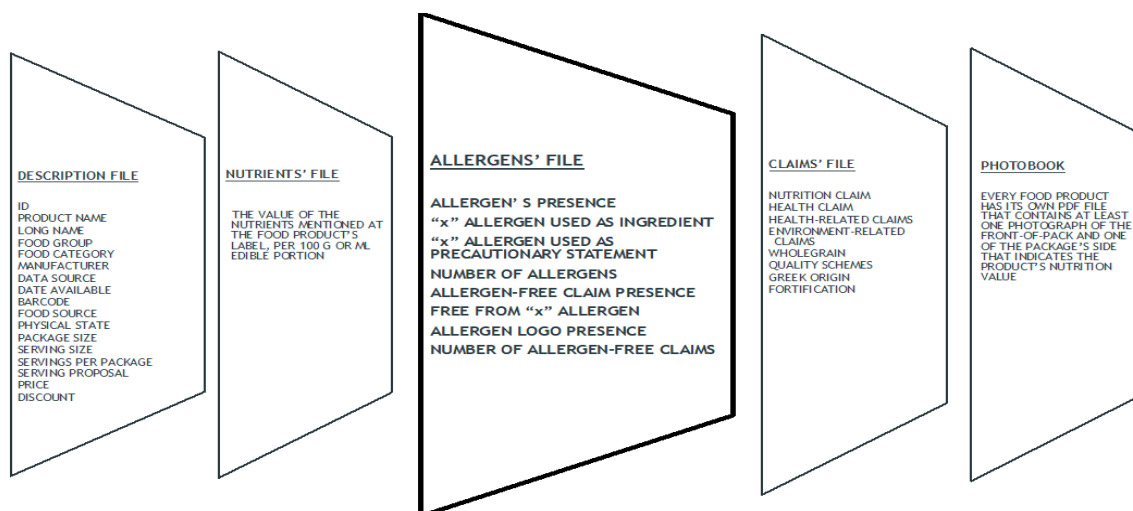 DESCRIPTION FILE
ID
PRODUCT NAME
LONG NAME
FOOD GROUP
FOOD CATEGORY
MANUFACTURER
DATA SOURCE
DATE AVAILABLE
BARCODE
FOOD SOURCE
PHYSICAL STATE
PACKAGE SIZE
SERVING SIZE
SERVINGS PER PACKAGE
SERVING PROPOSAL
PRICE
DISCOUNT
NUTRIENTS’ FILE
THE VALUE OF THE
NUTRIENTS MENTIONED AT
THE FOOD PRODUCT’S
LABEL, PER 100 G OR ML
EDIBLE PORTION
ALLERGENS’ FILE
ALLERGEN’ S PRESENCE
“x” ALLERGEN USED AS INGREDIENT
“x” ALLERGEN USED AS
PRECAUTIONARY STATEMENT
NUMBER OF ALLERGENS
ALLERGEN-FREE CLAIM PRESENCE
FREE FROM “x” ALLERGEN
ALLERGEN LOGO PRESENCE
NUMBER OF ALLERGEN-FREE CLAIMS
CLAIMS’ FILE
NUTRITION CLAIM
HEALTH CLAIM
HEALTH-RELATED CLAIMS
ENVIRONMENT-RELATED
CLAIMS
WHOLEGRAIN
QUALITY SCHEMES
GREEK ORIGIN
FORTIFICATION
PHOTOBOOK
EVERY FOOD PRODUCT
HAS ITS OWN PDF FILE
THAT CONTAINS AT LEAST
ONE PHOTOGRAPH OF THE
FRONT-OF-PACK AND ONE
OF THE PACKAGE’S SIDE
THAT INDICATES THE
PRODUCT’S NUTRITION
VALUE